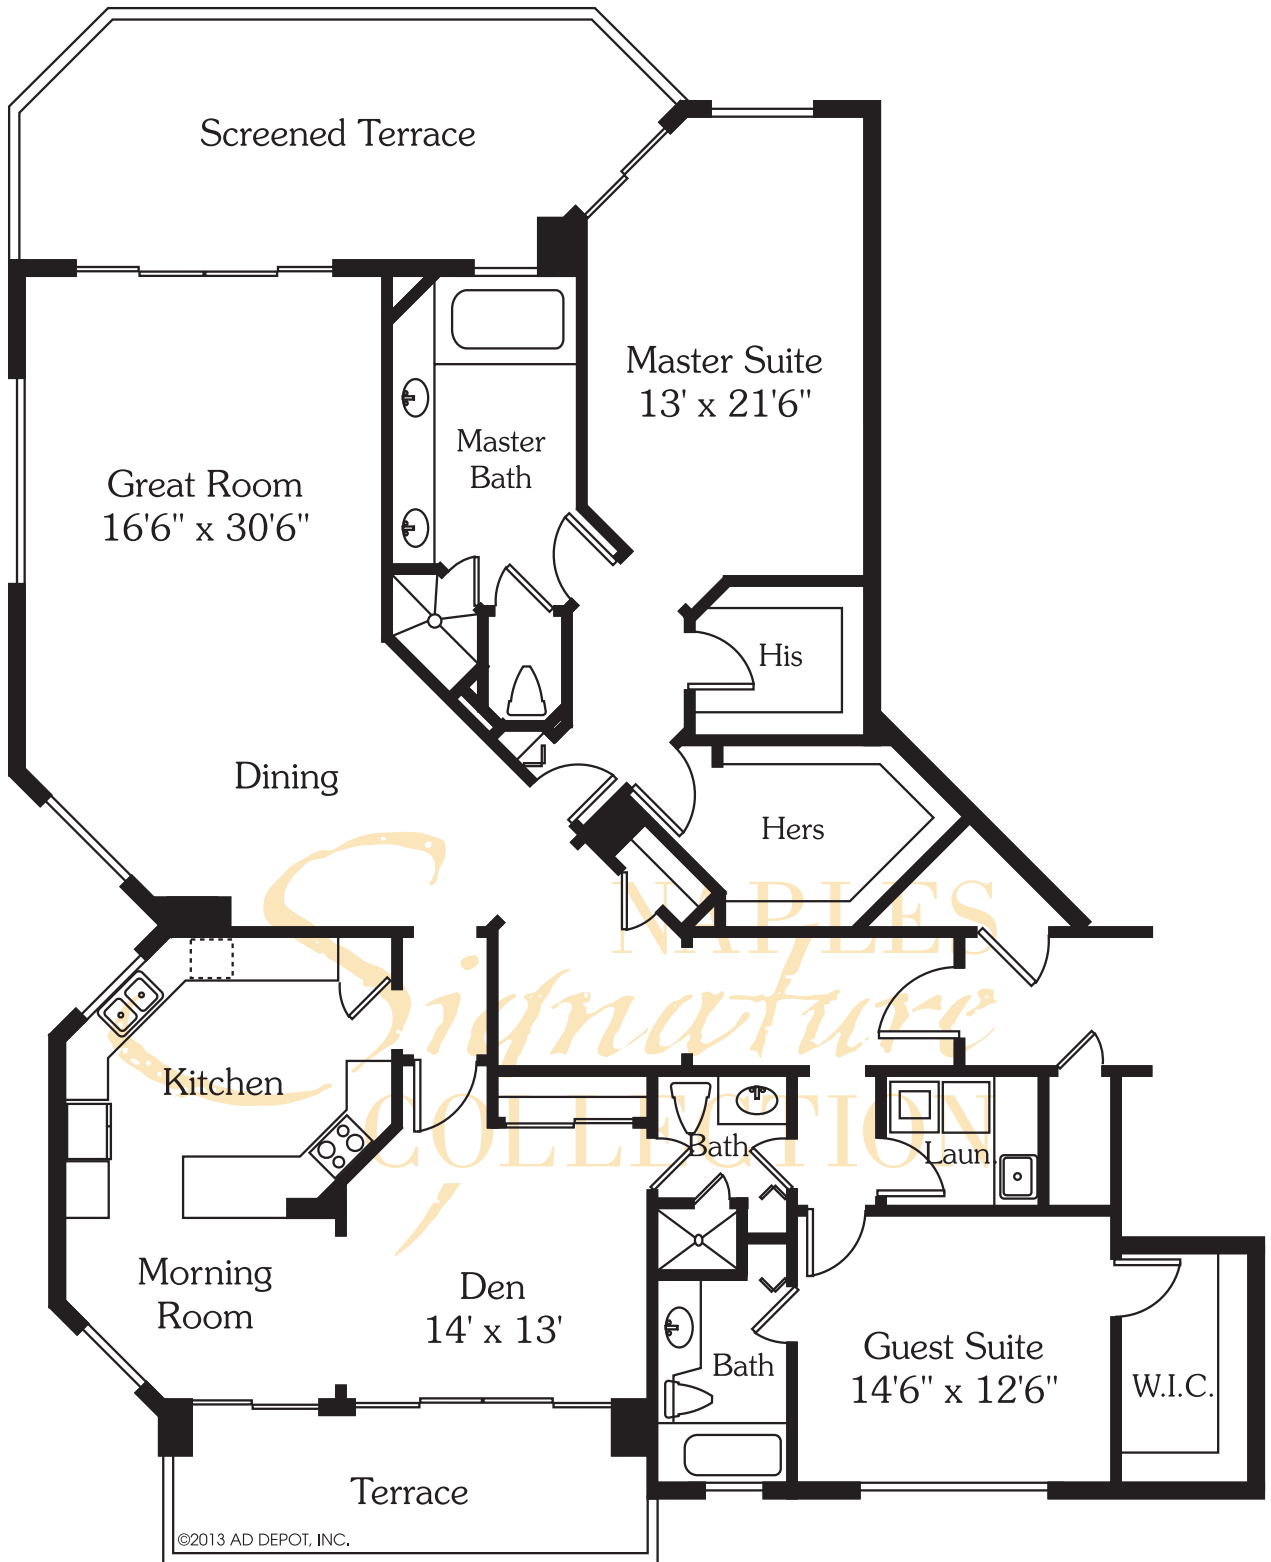 Screened Terrace
Master Suite
13' x 21'6"
Master
Bath
Great Room
16'6" x 30'6"
His
Dining
Hers
NAPLES
Signature
COLLECTION
Kitchen
Bath
Laun.
Morning
Room
Den
14' x 13'
Bath
Guest Suite
14'6" x 12'6"
W.I.C.
Terrace
©2013 AD DEPOT, INC.